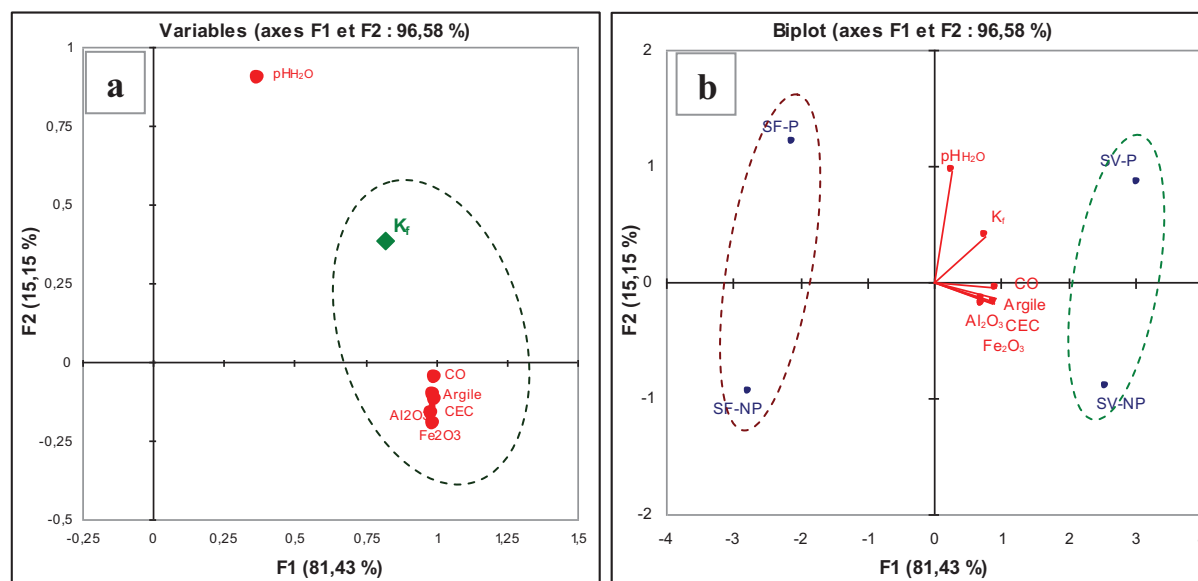 Variables (axes F1 et F2 : 96,58 %)
a
1
0,75
0,5
0,25
0
-0,25
-0,5
F2 (15,15 %)
pHH₂O
Kf
CO
Argile
Al2O3
CEC
Fe2O3
-0,25
0
0,25
0,5
0,75
1
1,25
1,5
F1 (81,43 %)
Biplot (axes F1 et F2 : 96,58 %)
b
2
1
0
-1
-2
F2 (15,15 %)
SF-P
pHH₂O
SV-P
Kf
CO
Argile
Al₂O₃ CEC
Fe₂O₃
SF-NP
SV-NP
-4
-3
-2
-1
0
1
2
3
F1 (81,43 %)